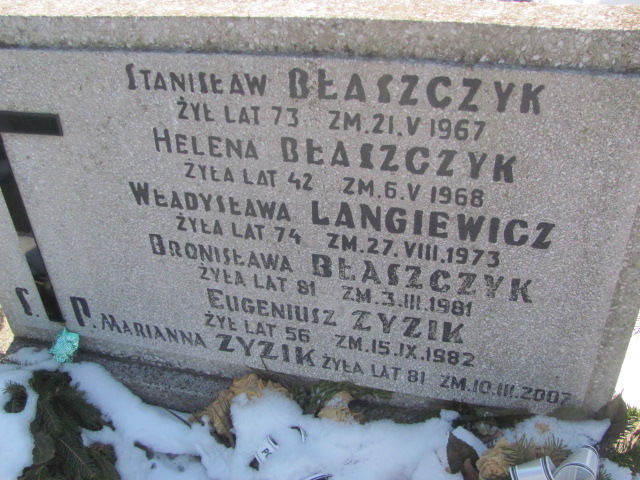 STANISŁAW BŁASZCZYK
ŻYŁ LAT 73 ZM. 21. V 1967
HELENA BŁASZCZYK
ŻYŁA LAT 42 ZM. 6. V 1968
WŁADYSŁAWA LANGIEWICZ
ŻYŁA LAT 74 ZM. 27. VIII. 1973
BRONISŁAWA BŁASZCZYK
ŻYŁA LAT 81 ZM. 3. III. 1981
EUGENIUSZ ZYZIK
ŻYŁ LAT 56 ZM. 15. IX. 1982
Ś. P. MARIANNA ZYZIK ŻYŁA LAT 81 ZM. 10. III. 2007